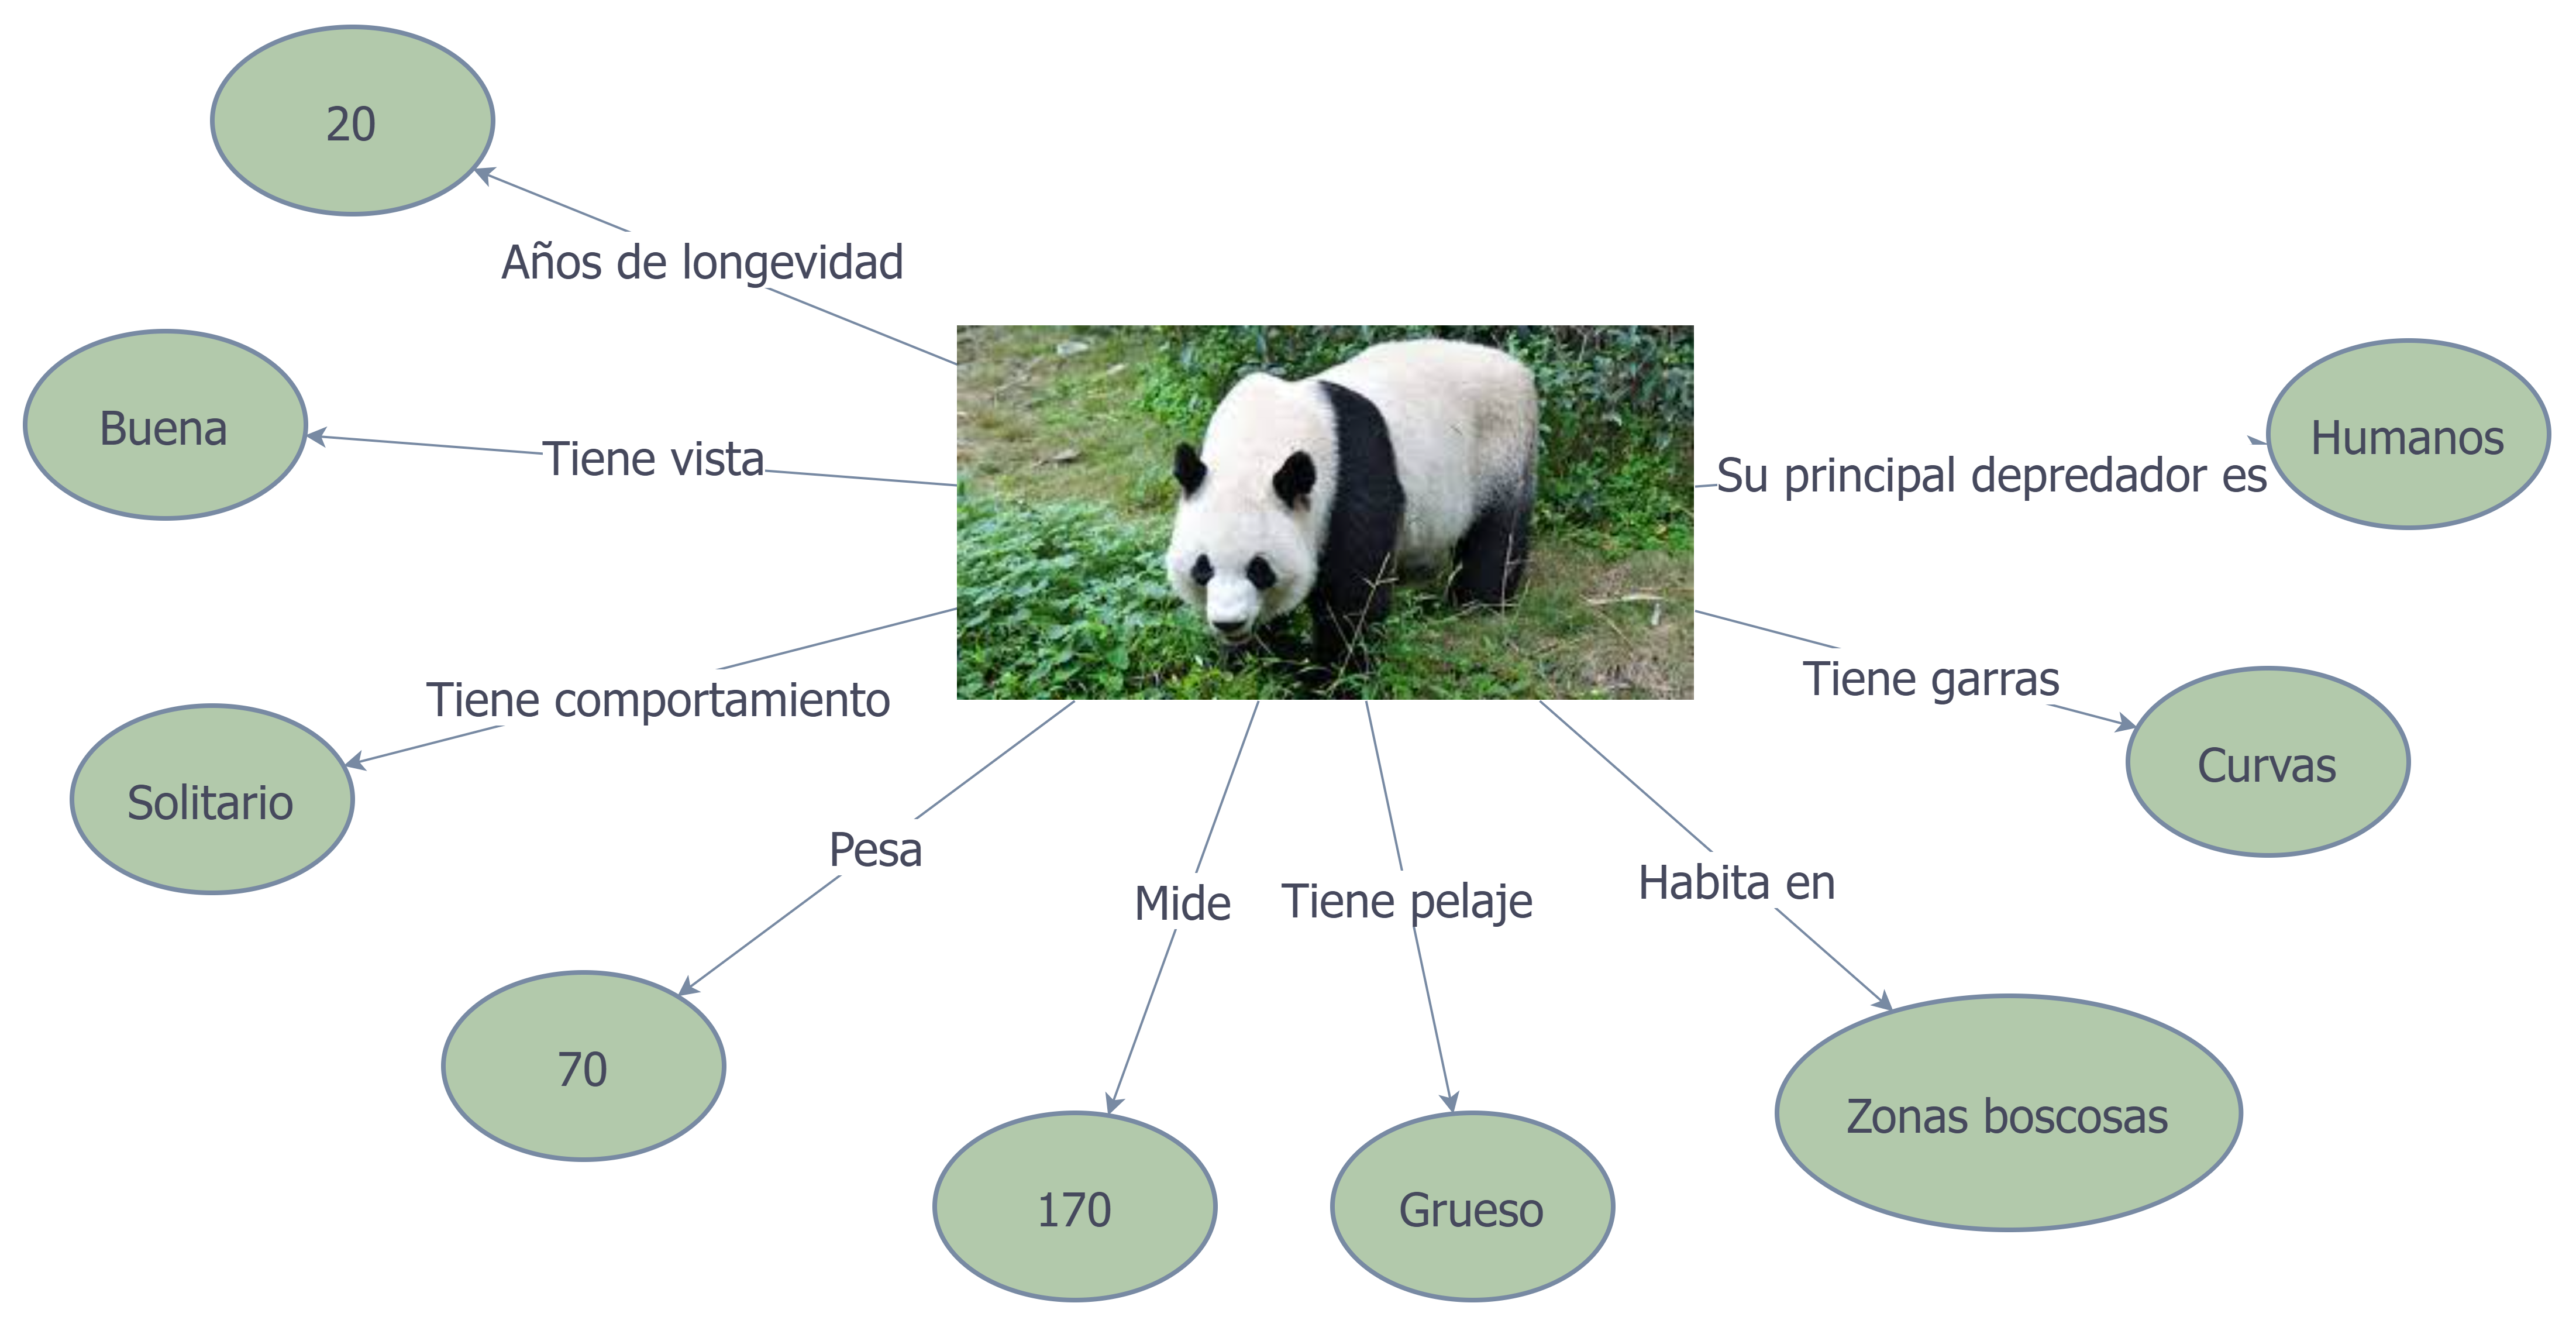 20
Años de longevidad
Buena
Tiene vista
Su principal depredador es
Humanos
Tiene comportamiento
Tiene garras
Solitario
Curvas
Pesa
Mide
Tiene pelaje
Habita en
70
170
Grueso
Zonas boscosas